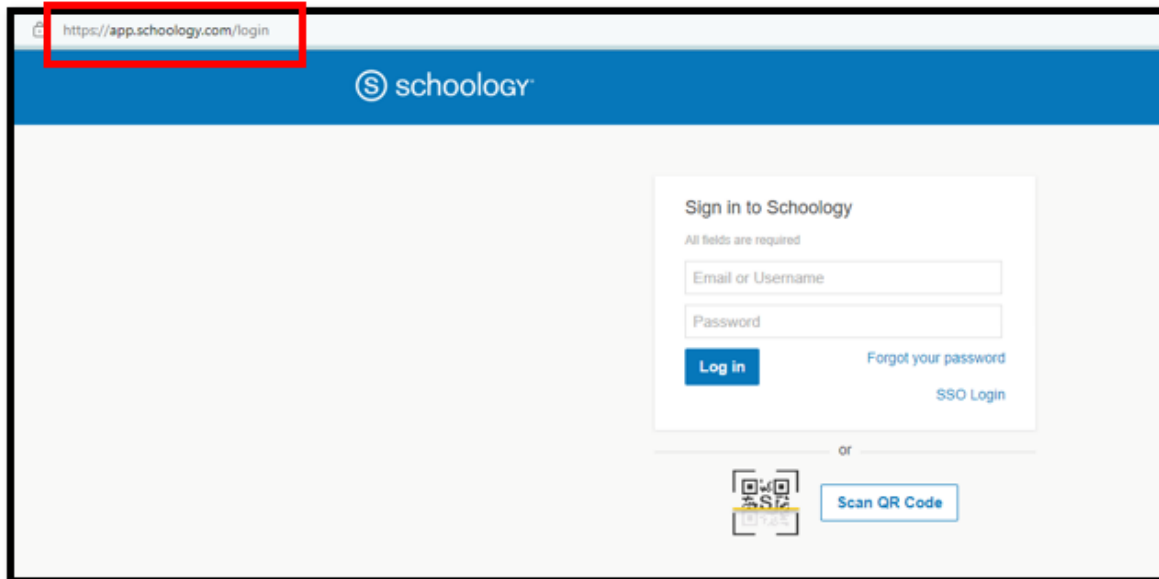 https://app.schoology.com/login
S schoology
Sign in to Schoology
All fields are required
Email or Username
Password
Log in
Forgot your password
SSO Login
or
S
Scan QR Code